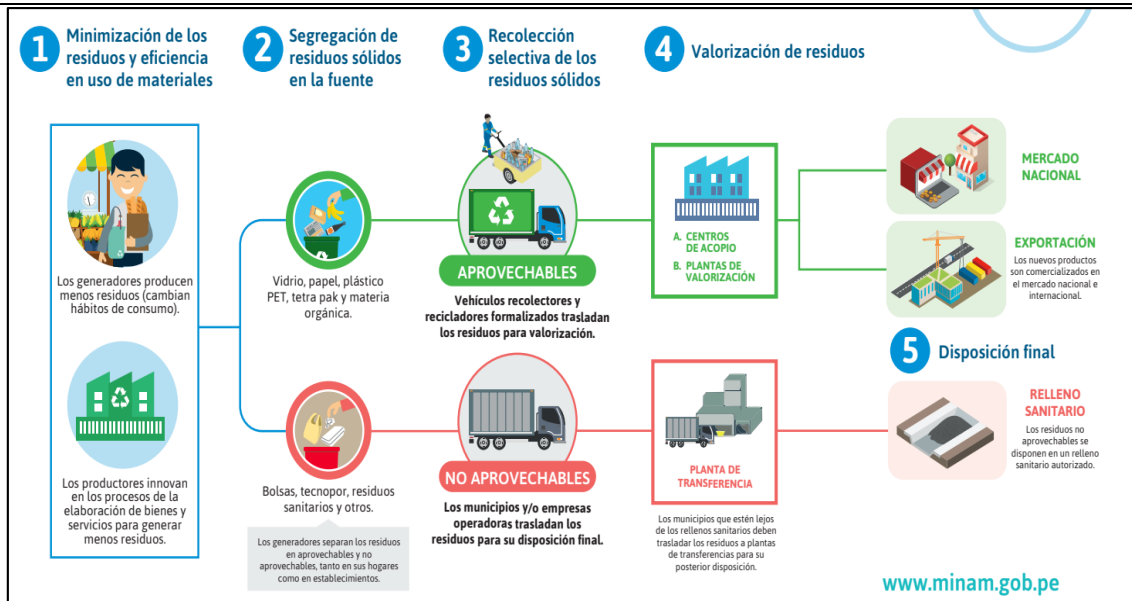 1
Minimización de los
residuos y eficiencia
en uso de materiales
2
Segregación de
residuos sólidos
en la fuente
3
Recolección
selectiva de los
residuos sólidos
4
Valorización de residuos
Los generadores producen
menos residuos (cambian
hábitos de consumo).
Los productores innovan
en los procesos de la
elaboración de bienes y
servicios para generar
menos residuos.
Vidrio, papel, plástico
PET, tetra pak y materia
orgánica.
Bolsas, tecnopor, residuos
sanitarios y otros.
Los generadores separan los residuos
en aprovechables y no
aprovechables, tanto en sus hogares
como en establecimientos.
APROVECHABLES
Vehículos recolectores y
recicladores formalizados trasladan
los residuos para valorización.
NO APROVECHABLES
Los municipios y/o empresas
operadoras trasladan los
residuos para su disposición final.
A. CENTROS
DE ACOPIO
B. PLANTAS DE
VALORIZACIÓN
PLANTA DE
TRANSFERENCIA
Los municipios que estén lejos
de los rellenos sanitarios deben
trasladar los residuos a plantas
de transferencias para su
posterior disposición.
MERCADO
NACIONAL
EXPORTACIÓN
Los nuevos productos
son comercializados en
el mercado nacional e
internacional.
5
Disposición final
RELLENO
SANITARIO
Los residuos no
aprovechables se
disponen en un relleno
sanitario autorizado.
www.minam.gob.pe